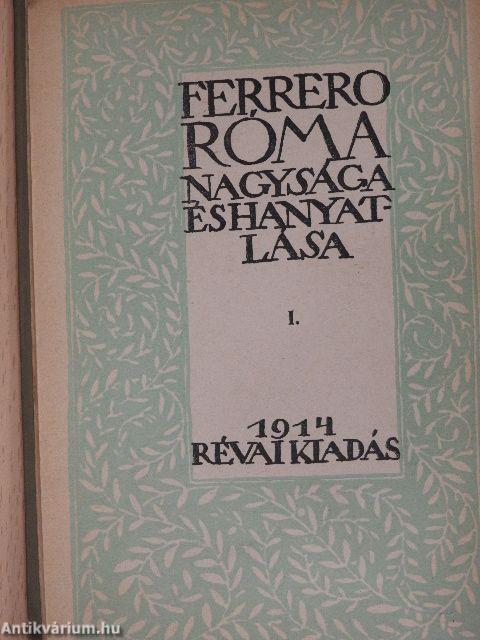 FERRERO
RÓMA
NAGYSÁGA
ÉS HANYAT-
LÁSA
I.
1914
RÉVAI KIADÁS
Antikvárium.hu